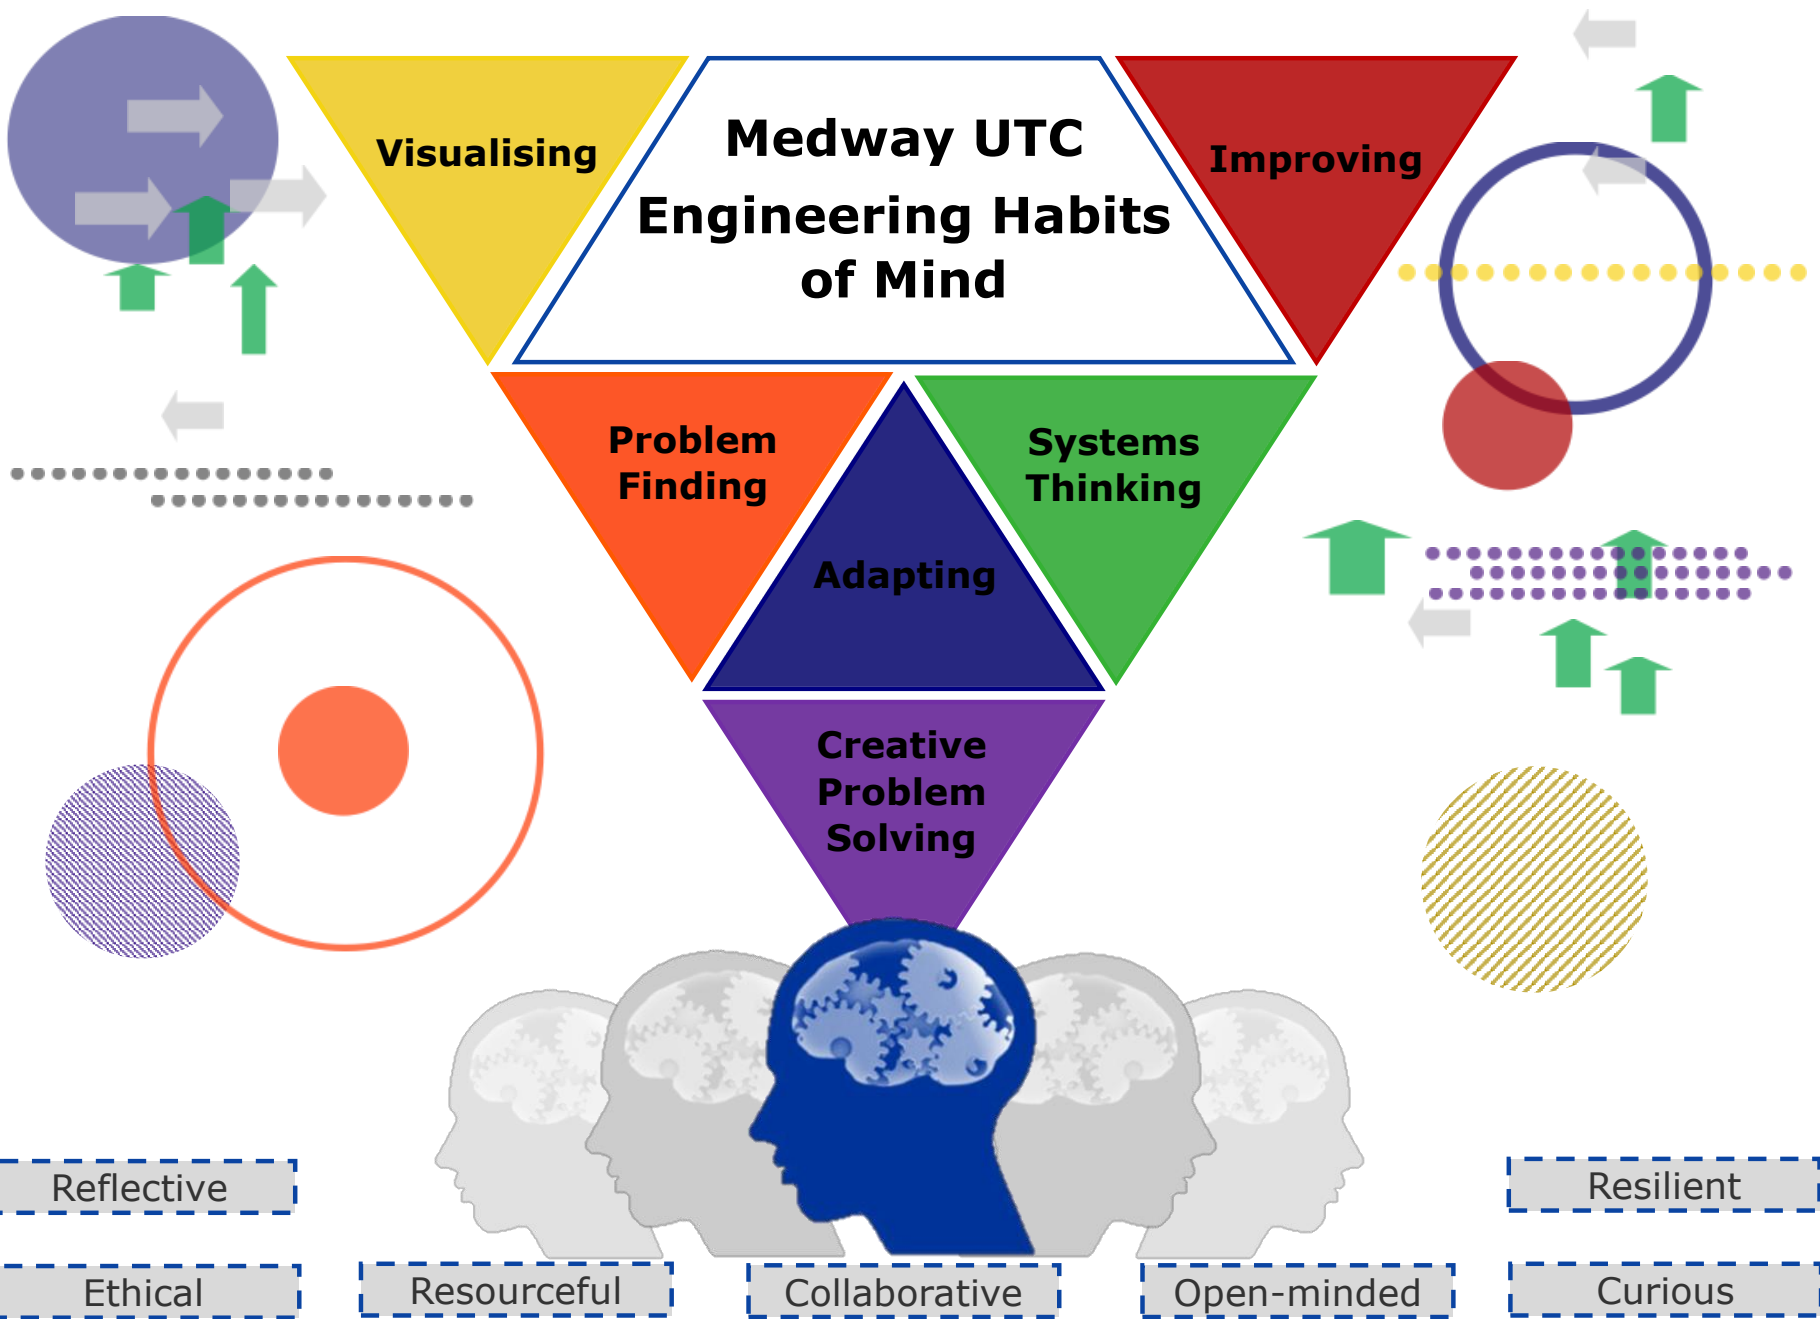 Visualising
Medway UTC
Engineering Habits
of Mind
Improving
Problem
Finding
Systems
Thinking
Adapting
Creative
Problem
Solving
Reflective
Resilient
Ethical
Resourceful
Collaborative
Open-minded
Curious